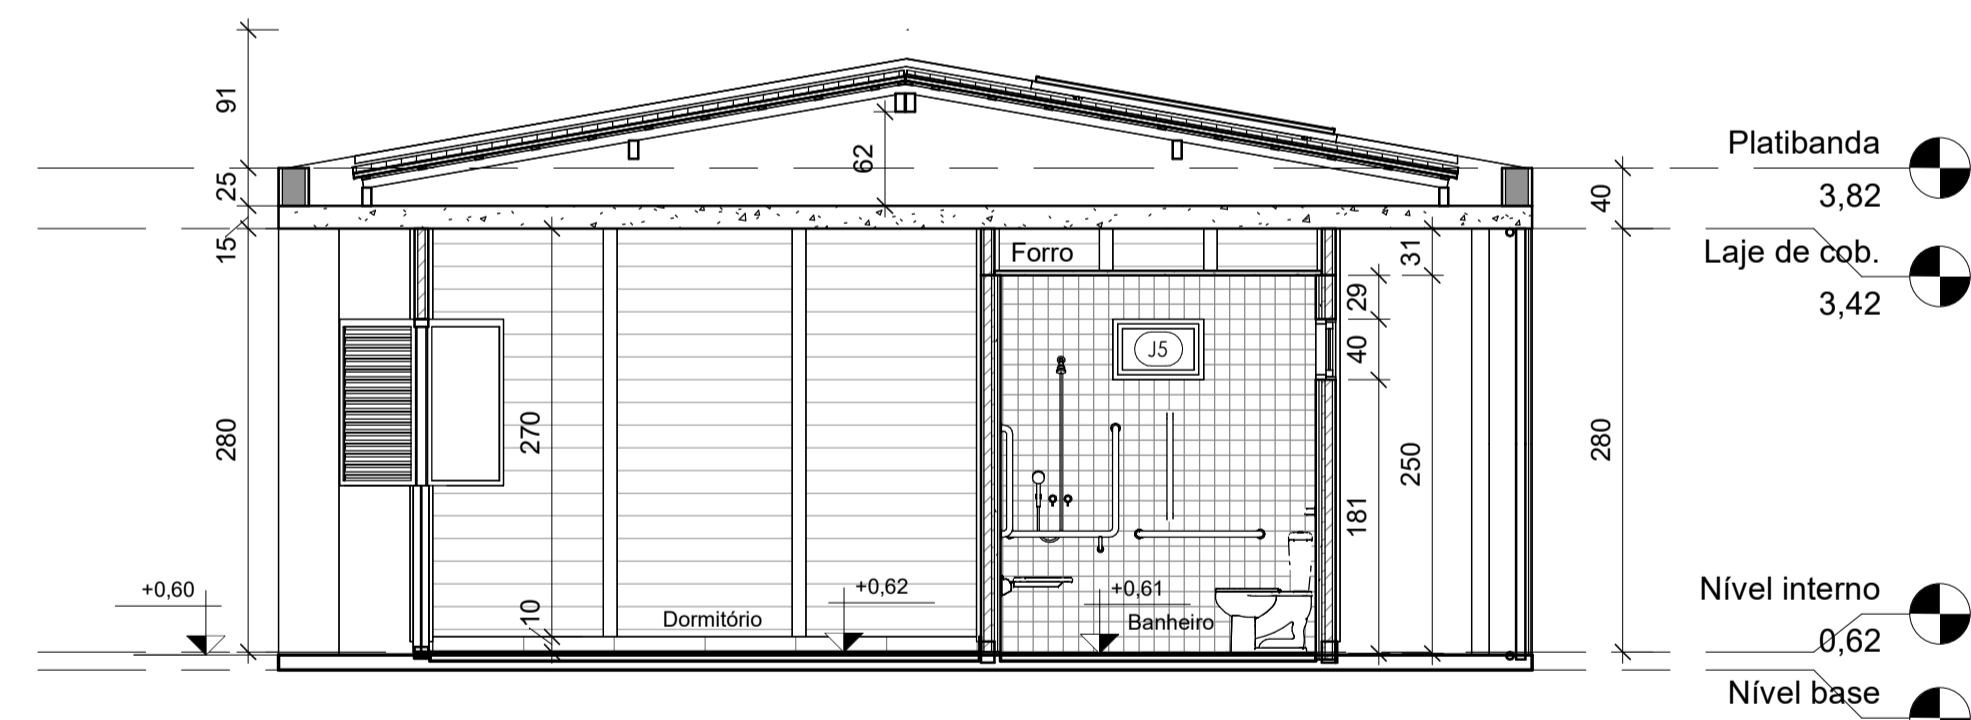 91
25
15
280
62
Platibanda
3,82
40
Laje de cob.
3,42
Forro
31
29
40
J5
270
250
181
280
10
+0,60
Dormitório
+0,62
+0,61
Banheiro
Nível interno
0,62
Nível base